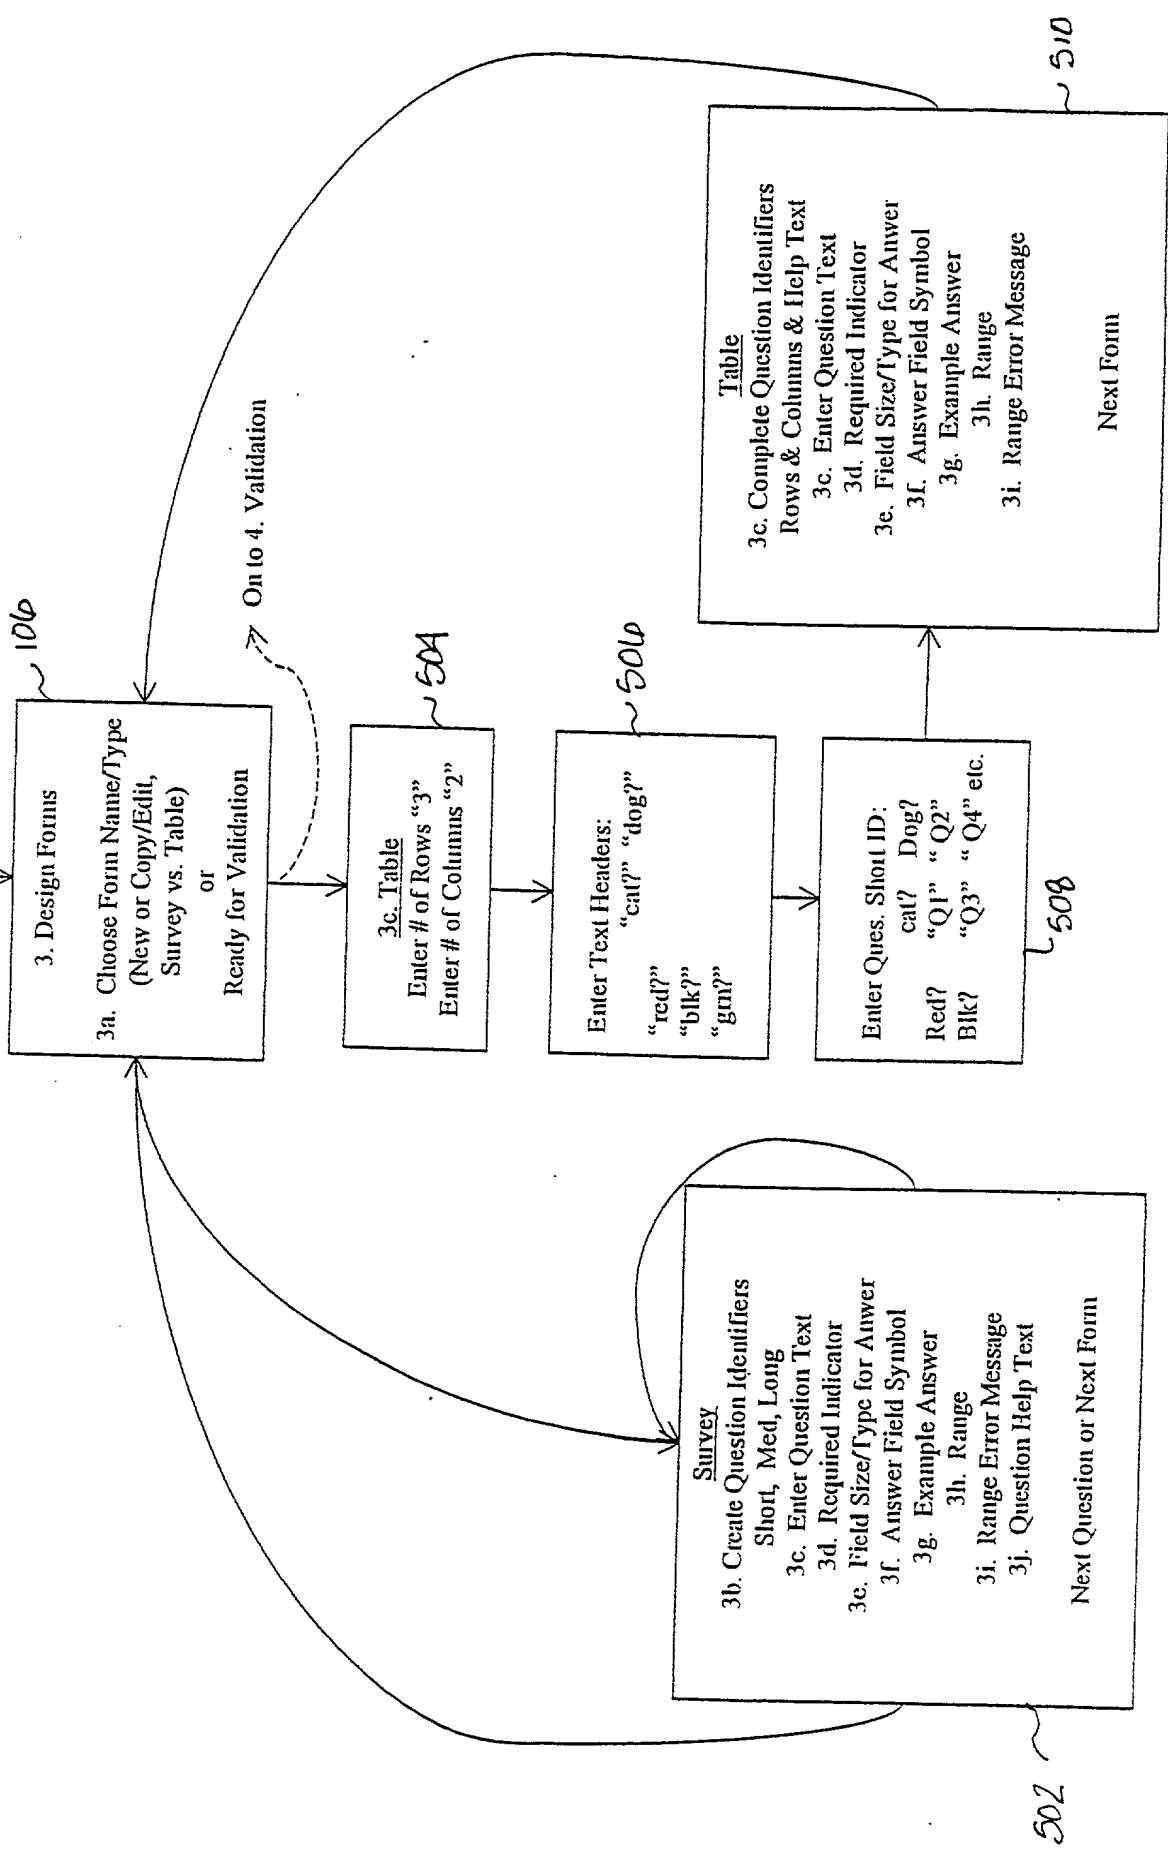 106
3. Design Forms
3a. Choose Form Name/Type
(New or Copy/Edit,
Survey vs. Table)
or
Ready for Validation
On to 4. Validation
504
3c. Table
Enter # of Rows “3”
Enter # of Columns “2”
506
Enter Text Headers:
“cat?” “dog?”
“red?”
“blk?”
“grn?”
Enter Ques. Short ID:
cat? Dog?
Red? “Q1” “Q2”
Blk? “Q3” “Q4” etc.
508
Survey
3b. Create Question Identifiers
Short, Med, Long
3c. Enter Question Text
3d. Required Indicator
3e. Field Size/Type for Anwer
3f. Answer Field Symbol
3g. Example Answer
3h. Range
3i. Range Error Message
3j. Question Help Text
Next Question or Next Form
502
Table
3c. Complete Question Identifiers
Rows & Columns & Help Text
3c. Enter Question Text
3d. Required Indicator
3e. Field Size/Type for Anwer
3f. Answer Field Symbol
3g. Example Answer
3h. Range
3i. Range Error Message
Next Form
510